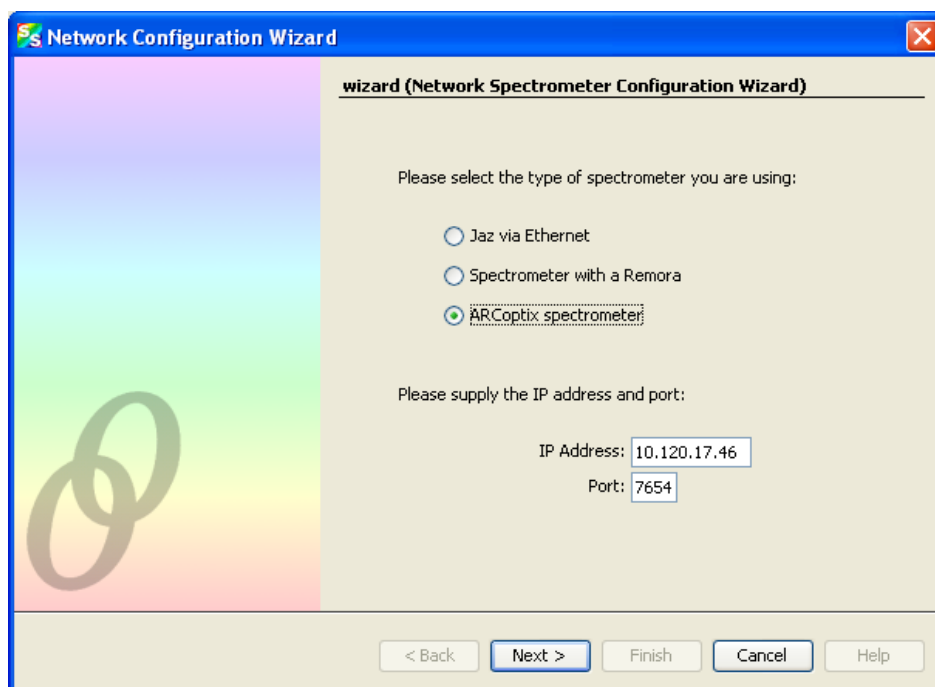 Network Configuration Wizard
wizard (Network Spectrometer Configuration Wizard)
Please select the type of spectrometer you are using:
Jaz via Ethernet
Spectrometer with a Remora
ARCoptix spectrometer
Please supply the IP address and port:
IP Address: 10.120.17.46
Port: 7654
< Back Next > Finish Cancel Help